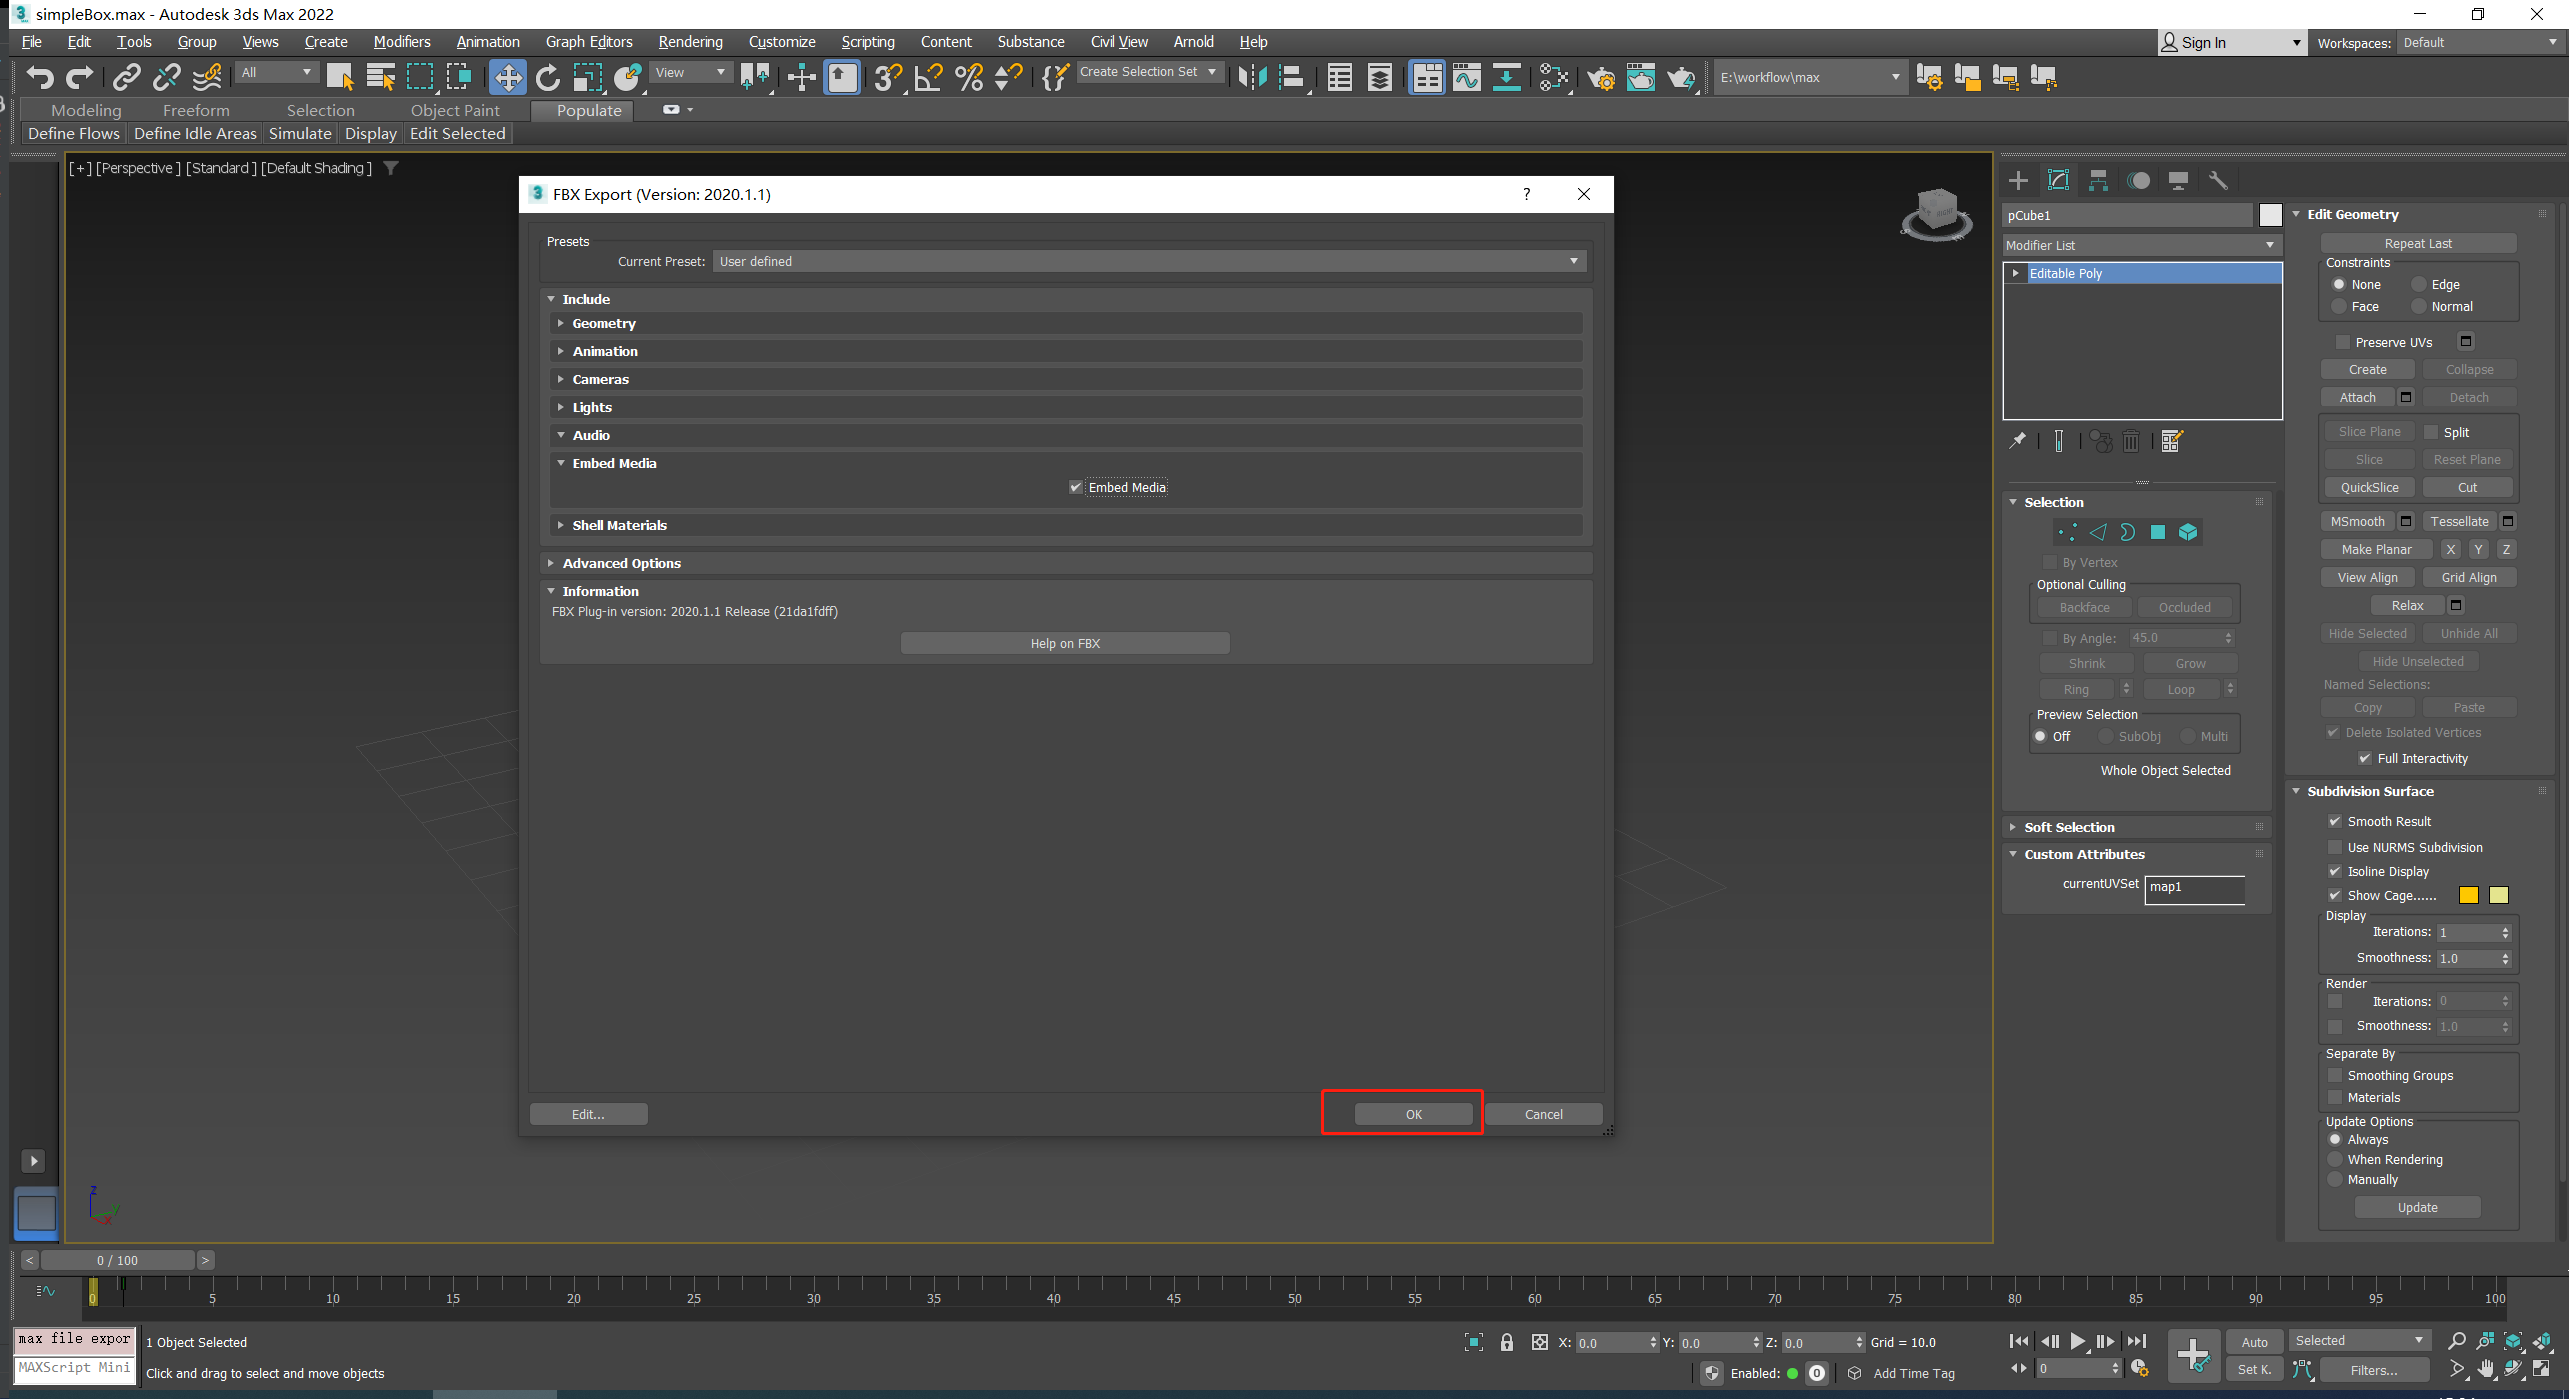 simpleBox.max - Autodesk 3ds Max 2022
File Edit Tools Group Views Create Modifiers Animation Graph Editors Rendering Customize Scripting Content Substance Civil View Arnold Help
Sign In Workspaces: Default
All View Create Selection Set E:\workflow\max
Modeling Freeform Selection Object Paint Populate
Define Flows Define Idle Areas Simulate Display Edit Selected
[+] [Perspective ] [Standard ] [Default Shading ]
FBX Export (Version: 2020.1.1) ?
Presets
Current Preset: User defined
Include
Geometry
Animation
Cameras
Lights
Audio
Embed Media
Embed Media
Shell Materials
Advanced Options
Information
FBX Plug-in version: 2020.1.1 Release (21da1fdff)
Help on FBX
Edit... OK Cancel
RIGHT
pCube1
Modifier List
Editable Poly
Selection
By Vertex
Optional Culling
Backface Occluded
By Angle: 45.0
Shrink Grow
Ring Loop
Preview Selection
Off SubObj Multi
Whole Object Selected
Soft Selection
Custom Attributes
currentUVSet map1
Edit Geometry
Repeat Last
Constraints
None Edge
Face Normal
Preserve UVs
Create Collapse
Attach Detach
Slice Plane Split
Slice Reset Plane
QuickSlice Cut
MSmooth Tessellate
Make Planar X Y Z
View Align Grid Align
Relax
Hide Selected Unhide All
Hide Unselected
Named Selections:
Copy Paste
Delete Isolated Vertices
Full Interactivity
Subdivision Surface
Smooth Result
Use NURMS Subdivision
Isoline Display
Show Cage......
Display
Iterations: 1
Smoothness: 1.0
Render
Iterations: 0
Smoothness: 1.0
Separate By
Smoothing Groups
Materials
Update Options
Always
When Rendering
Manually
Update
z
y
x
< 0 / 100 >
0 5 10 15 20 25 30 35 40 45 50 55 60 65 70 75 80 85 90 95 100
max file expor 1 Object Selected X: 0.0 Y: 0.0 Z: 0.0 Grid = 10.0 Auto Selected
MAXScript Mini Click and drag to select and move objects Enabled: 0 Add Time Tag 0 Set K. Filters...